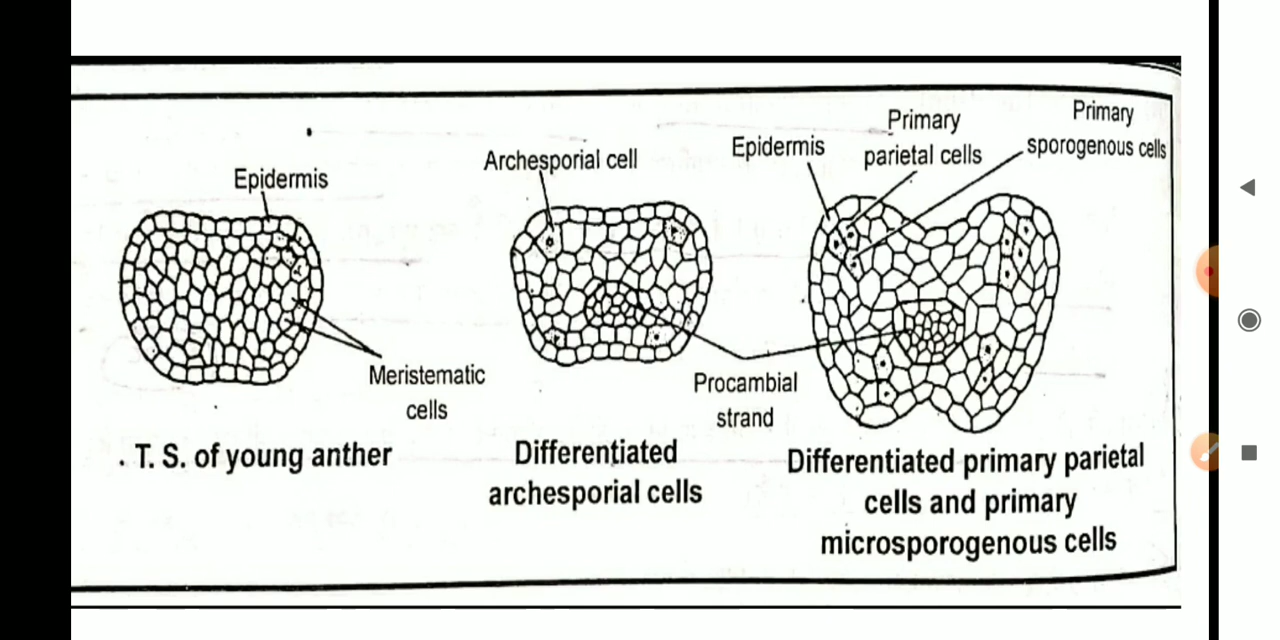 Epidermis
Meristematic
cells
. T. S. of young anther
Archesporial cell
Procambial
strand
Differentiated
archesporial cells
Epidermis
Primary
parietal cells
Primary
sporogenous cells
Differentiated primary parietal
cells and primary
microsporogenous cells